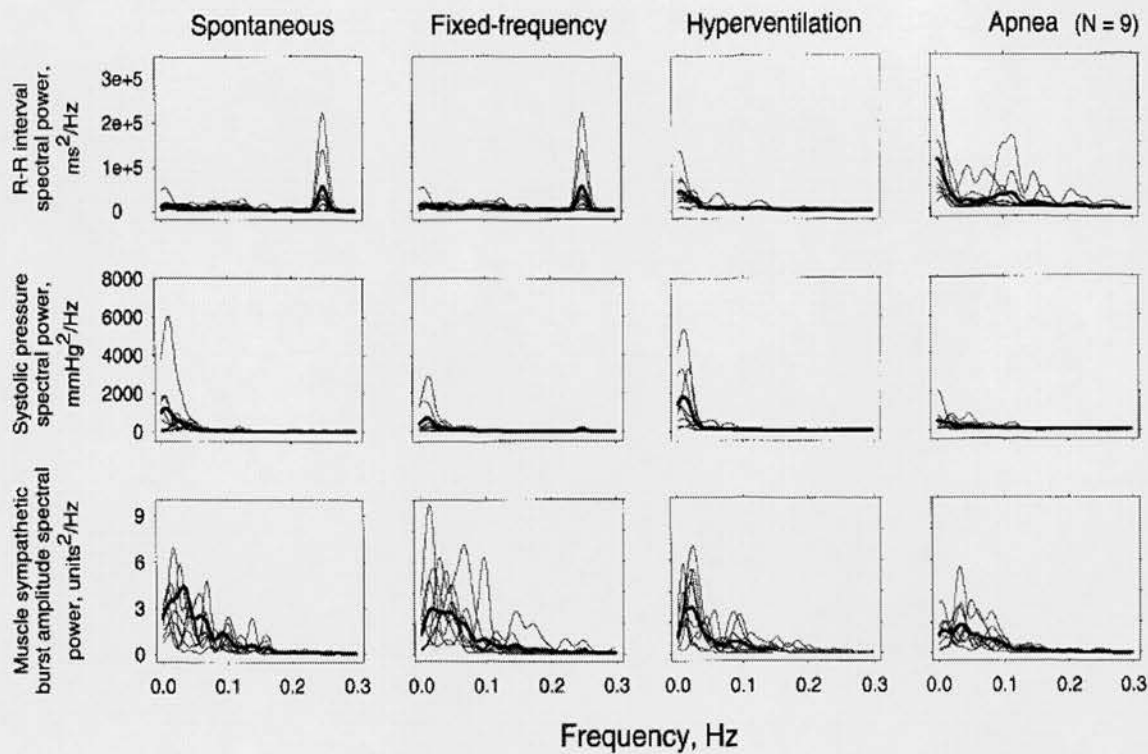 Spontaneous Fixed-frequency Hyperventilation Apnea (N = 9)
R-R interval
spectral power,
ms2/Hz
3e+5
2e+5
1e+5
0
Systolic pressure
spectral power,
mmHg2/Hz
8000
6000
4000
2000
0
Muscle sympathetic
burst amplitude spectral
power, units2/Hz
9
6
3
0
0.0 0.1 0.2 0.3 0.0 0.1 0.2 0.3 0.0 0.1 0.2 0.3 0.0 0.1 0.2 0.3
Frequency, Hz